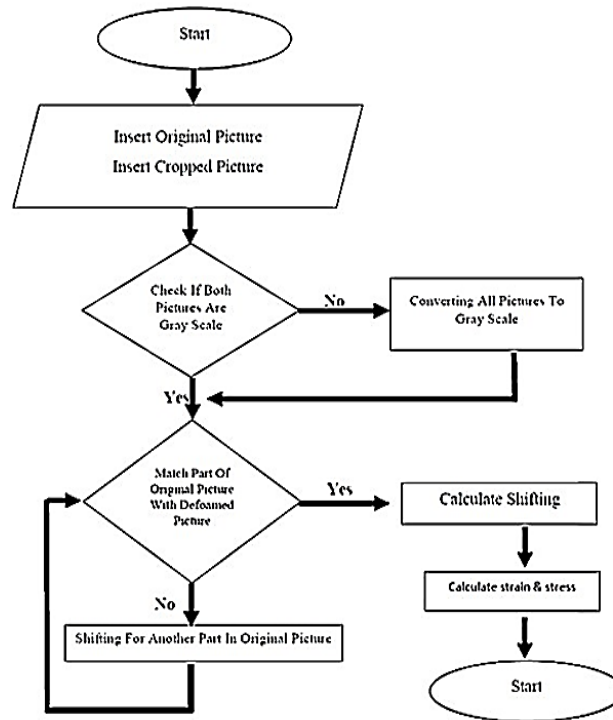 Start
Insert Original Picture
Insert Cropped Picture
Check If Both
Pictures Are
Gray Scale
No
Converting All Pictures To
Gray Scale
Yes
Match Part Of
Original Picture
With Defoamed
Picture
Yes
Calculate Shifting
Calculate strain & stress
No
Shifting For Another Part In Original Picture
Start